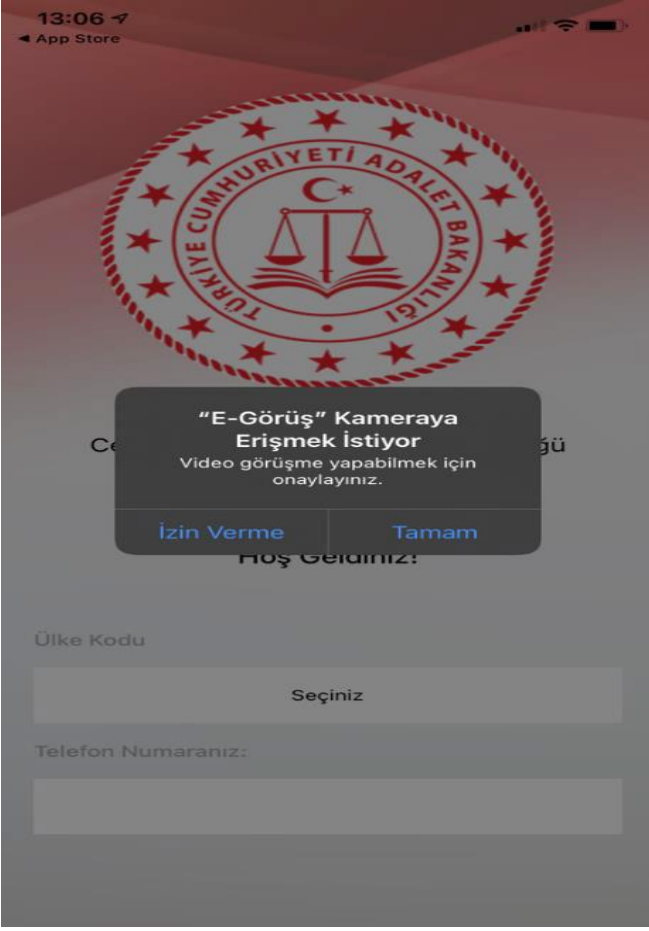 13:06
App Store
TÜRKİYE CUMHURİYETİ ADALET BAKANLIĞI
"E-Görüş" Kameraya
Erişmek İstiyor
Video görüşme yapabilmek için
onaylayınız.
İzin Verme
Tamam
Hoş Geldiniz!
Ülke Kodu
Seçiniz
Telefon Numaranız: